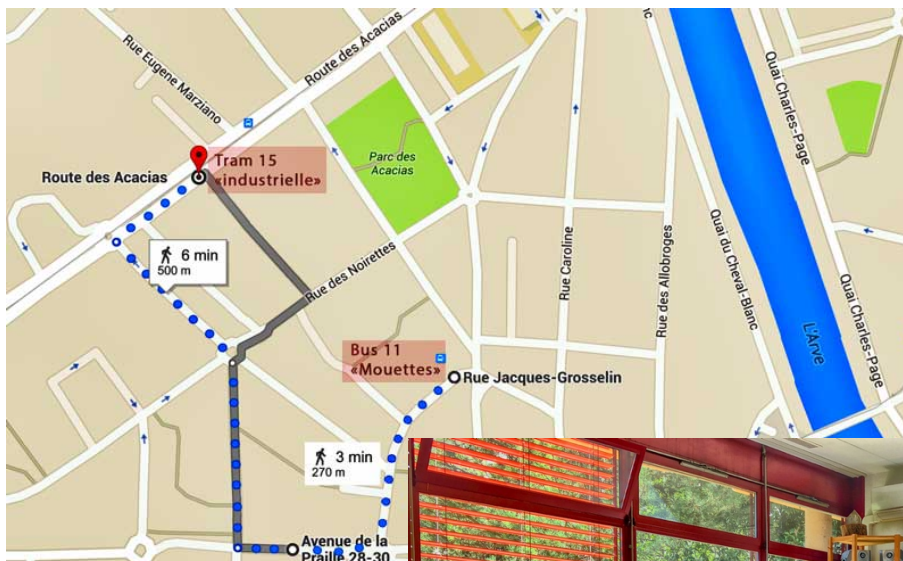 Rue Eugene Marziano
Route des Acacias
Quai Charles-Page
Tram 15
«industrielle»
Route des Acacias
Parc des
Acacias
6 min
500 m
Rue des Noirettes
Rue Caroline
Rue des Allobroges
Quai du Cheval-Blanc
Quai Charles-Page
L'Arve
Bus 11
«Mouettes»
Rue Jacques-Grosselin
3 min
270 m
Avenue de la
Praille 28-30